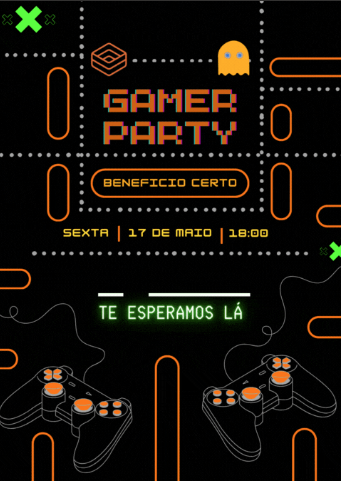 GAMER
PARTY
BENEFICIO CERTO
SEXTA | 17 DE MAIO | 18:00
TE ESPERAMOS LÁ